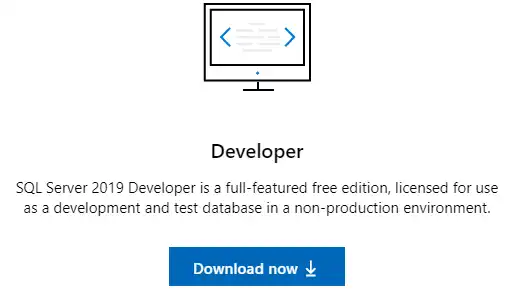 Developer
SQL Server 2019 Developer is a full-featured free edition, licensed for use
as a development and test database in a non-production environment.
Download now